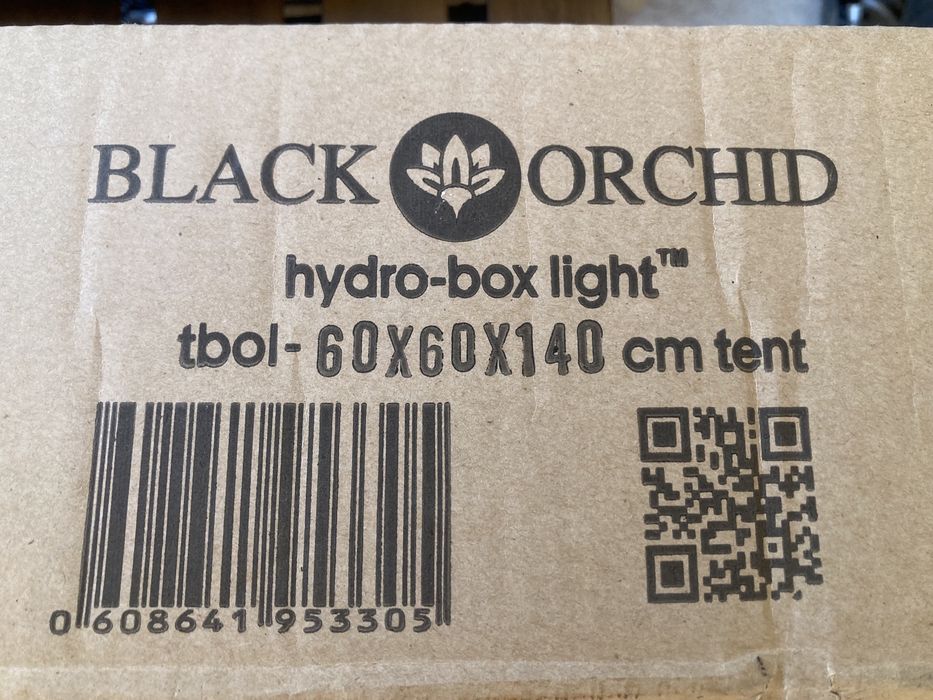 BLACK ORCHID
hydro-box light™
tbol- 60X60X140 cm tent
0 608641 953305